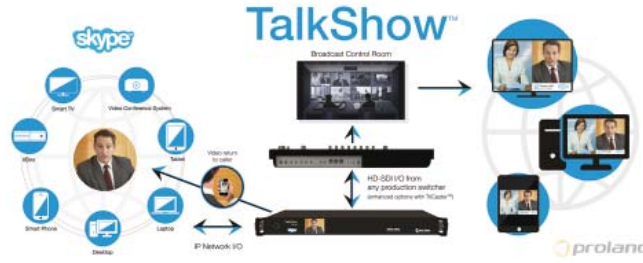 TalkShow™
skype™
Broadcast Control Room
Smart TV
Video Conference System
XBox
Tablet
Video return
to caller
HD-SDI I/O from
any production switcher
(enhanced options with TriCaster™)
Smart Phone
Laptop
Desktop
IP Network I/O
proland